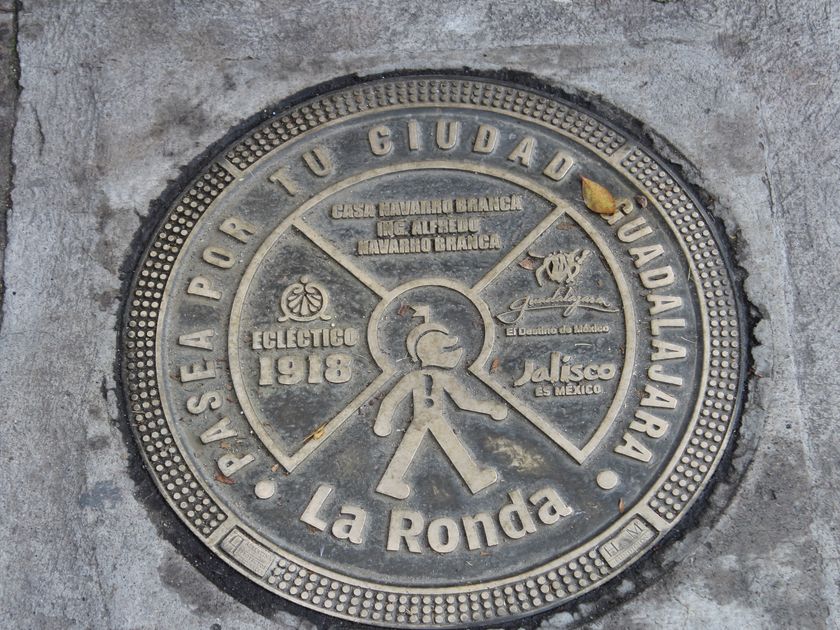 PASEA POR TU CIUDAD GUADALAJARA
CASA NAVARRO BRANCA
ING. ALFREDO
NAVARRO BRANCA
ECLÉCTICO
1918
Guadalajara
El Destino de México
Jalisco
ES MÉXICO
La Ronda